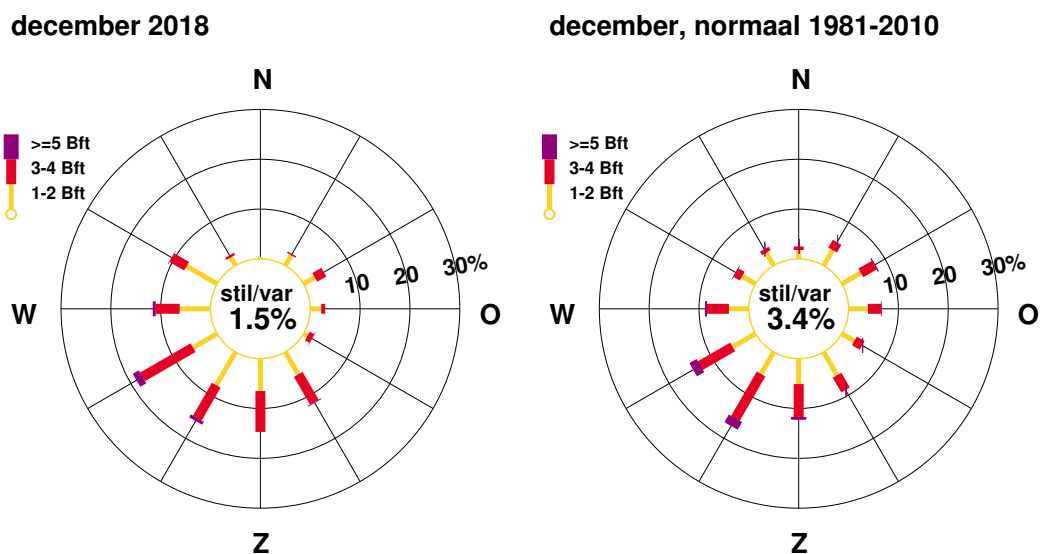 december 2018
N
>=5 Bft
3-4 Bft
1-2 Bft
10
20
30%
stil/var
1.5%
W
O
Z
december, normaal 1981-2010
N
>=5 Bft
3-4 Bft
1-2 Bft
10
20
30%
stil/var
3.4%
W
O
Z